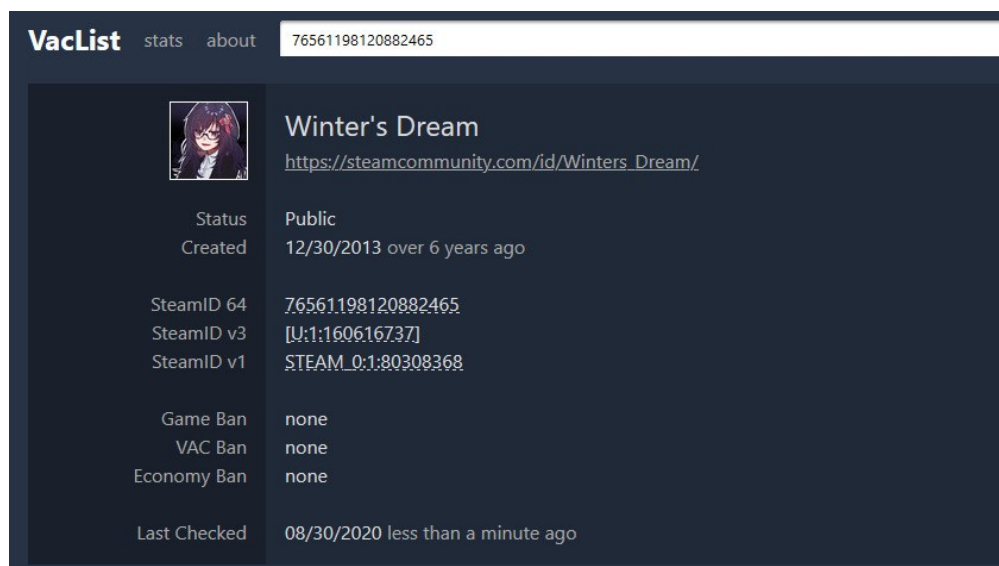 VacList stats about 76561198120882465
Winter's Dream
https://steamcommunity.com/id/Winters_Dream/
Status Public
Created 12/30/2013 over 6 years ago
SteamID 64 76561198120882465
SteamID v3 [U:1:160616737]
SteamID v1 STEAM_0:1:80308368
Game Ban none
VAC Ban none
Economy Ban none
Last Checked 08/30/2020 less than a minute ago